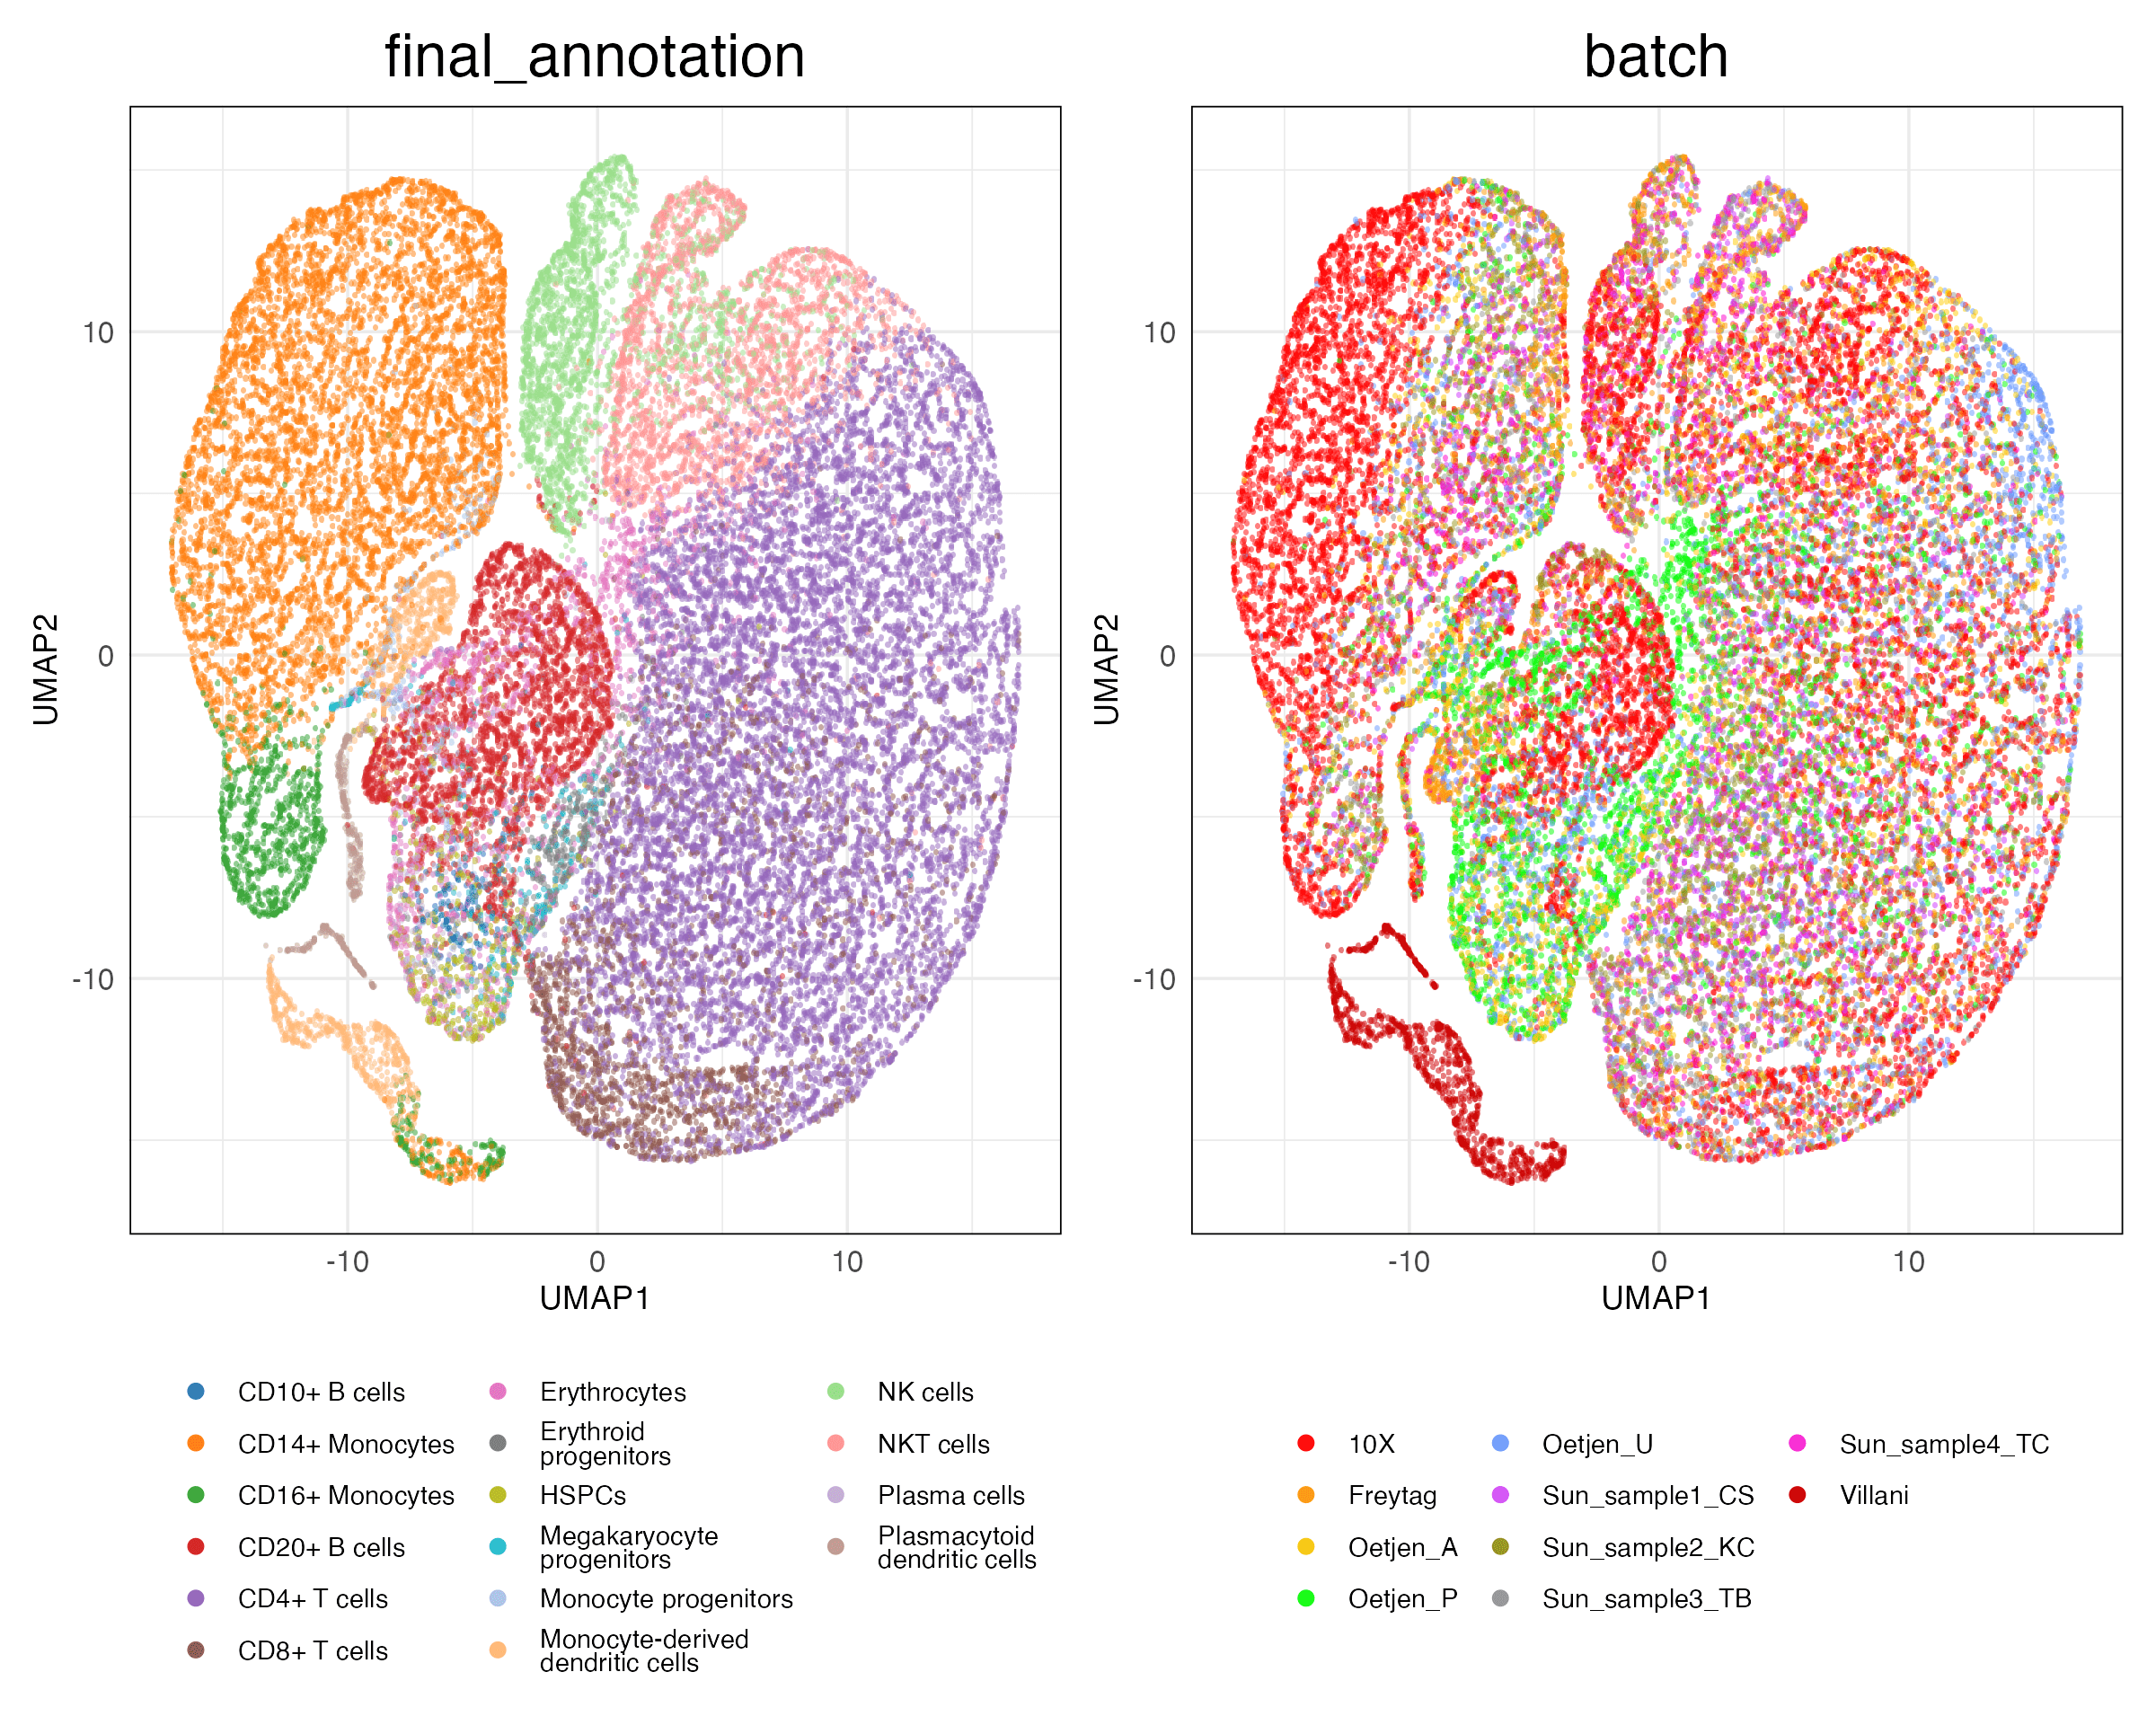 final_annotation
batch
UMAP2
10
0
-10
-10
0
10
UMAP1
UMAP2
10
0
-10
-10
0
10
UMAP1
CD10+ B cells
CD14+ Monocytes
CD16+ Monocytes
CD20+ B cells
CD4+ T cells
CD8+ T cells
Erythrocytes
Erythroid
progenitors
HSPCs
Megakaryocyte
progenitors
Monocyte progenitors
Monocyte-derived
dendritic cells
NK cells
NKT cells
Plasma cells
Plasmacytoid
dendritic cells
10X
Freytag
Oetjen_A
Oetjen_P
Oetjen_U
Sun_sample1_CS
Sun_sample2_KC
Sun_sample3_TB
Sun_sample4_TC
Villani